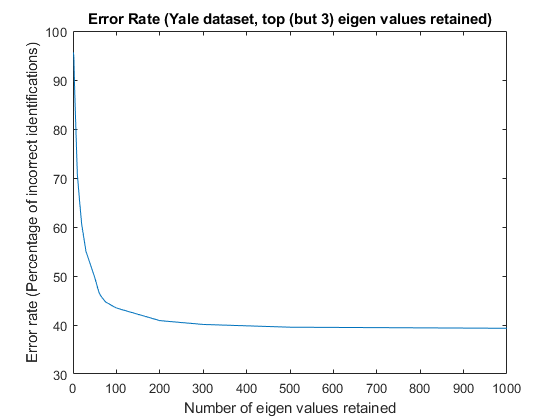 Error Rate (Yale dataset, top (but 3) eigen values retained)
Error rate (Percentage of incorrect identifications)
100
90
80
70
60
50
40
30
0 100 200 300 400 500 600 700 800 900 1000
Number of eigen values retained